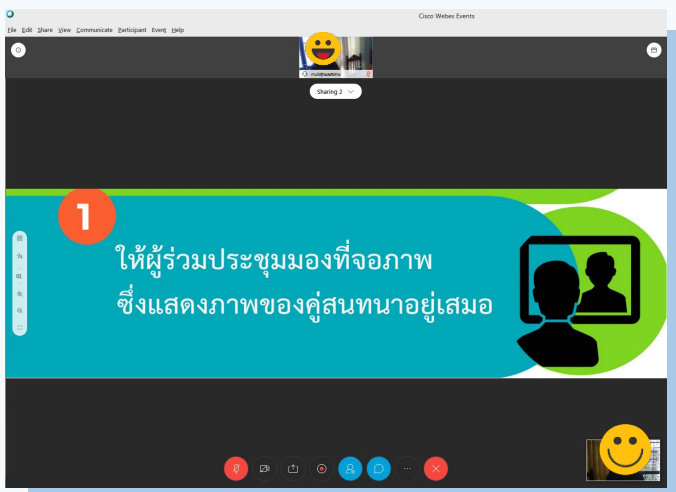 Cisco Webex Events
File Edit Share View Communicate Participant Event Help
Sharing 2
1
01
ให้ผู้ร่วมประชุมมองที่จอภาพ
ซึ่งแสดงภาพของคู่สนทนาอยู่เสมอ